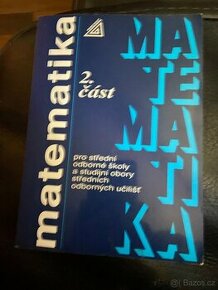 matematika
2.
část
pro střední
odborné školy
a studijní obory
středních
odborných učilišť
MA
TE
MA
TI
KA
bazos.cz